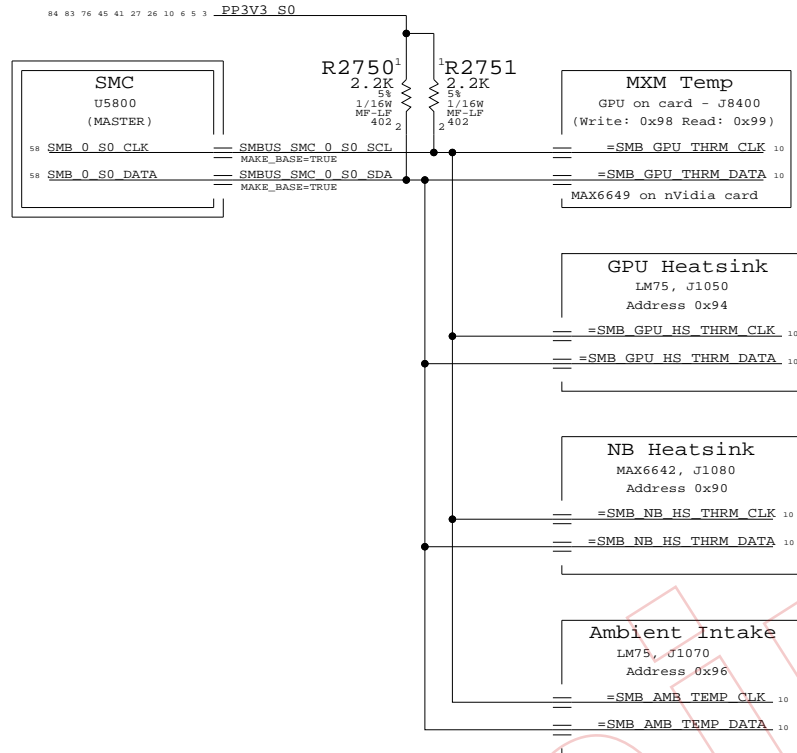 84 83 76 45 41 27 26 10 6 5 3 PP3V3_S0
SMC
U5800
(MASTER)
58 SMB_0_S0_CLK
58 SMB_0_S0_DATA
SMBUS_SMC_0_S0_SCL
MAKE_BASE=TRUE
SMBUS_SMC_0_S0_SDA
MAKE_BASE=TRUE
R2750
2.2K
5%
1/16W
MF-LF
402
1
2
R2751
2.2K
5%
1/16W
MF-LF
402
1
2
MXM Temp
GPU on card - J8400
(Write: 0x98 Read: 0x99)
=SMB_GPU_THRM_CLK 10
=SMB_GPU_THRM_DATA 10
MAX6649 on nVidia card
GPU Heatsink
LM75, J1050
Address 0x94
=SMB_GPU_HS_THRM_CLK 10
=SMB_GPU_HS_THRM_DATA 10
NB Heatsink
MAX6642, J1080
Address 0x90
=SMB_NB_HS_THRM_CLK 10
=SMB_NB_HS_THRM_DATA 10
Ambient Intake
LM75, J1070
Address 0x96
=SMB_AMB_TEMP_CLK 10
=SMB_AMB_TEMP_DATA 10